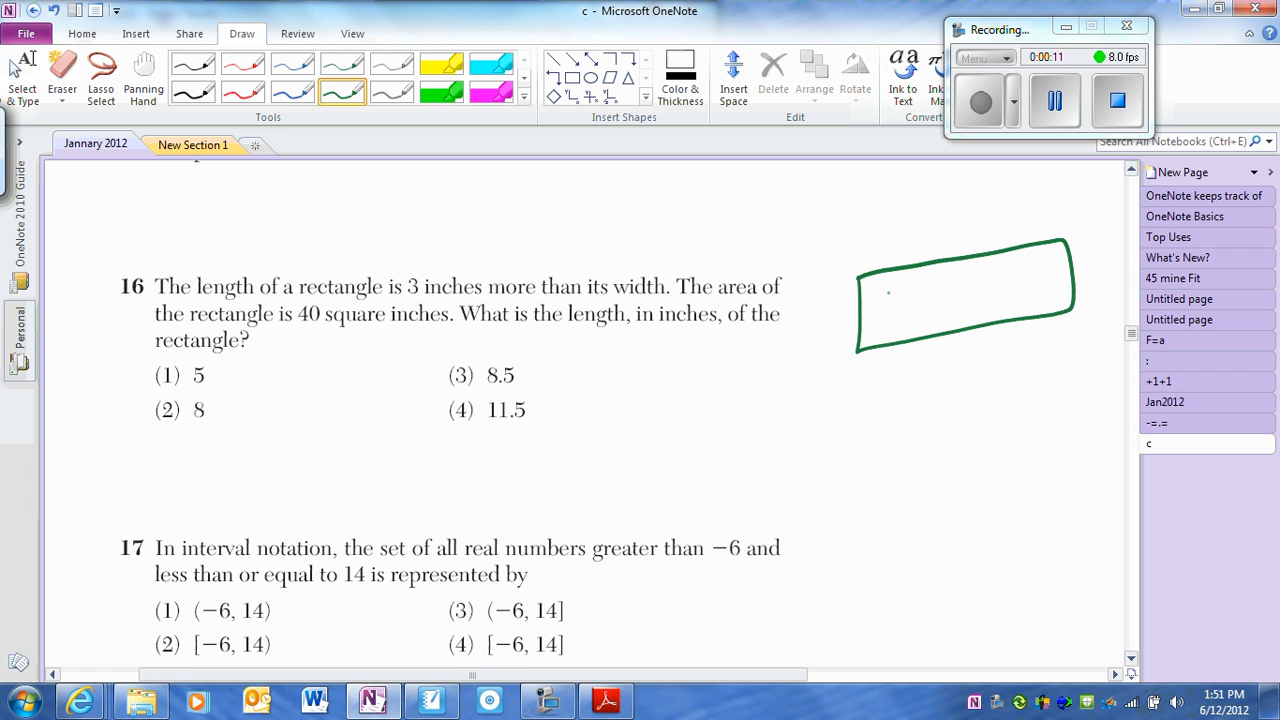 c - Microsoft OneNote
File Home Insert Share Draw Review View
Select & Type
Eraser
Lasso Select
Panning Hand
Insert Space
Delete
Arrange
Rotate
Color & Thickness
Ink to Text
Tools
Insert Shapes
Edit
Recording...
Menu
0:00:11
8.0 fps
Jannary 2012
New Section 1
Search All Notebooks (Ctrl+E)
OneNote 2010 Guide
Personal
16 The length of a rectangle is 3 inches more than its width. The area of
the rectangle is 40 square inches. What is the length, in inches, of the
rectangle?
(1) 5 (3) 8.5
(2) 8 (4) 11.5
17 In interval notation, the set of all real numbers greater than −6 and
less than or equal to 14 is represented by
(1) (−6, 14) (3) (−6, 14]
(2) [−6, 14) (4) [−6, 14]
New Page
OneNote keeps track of
OneNote Basics
Top Uses
What's New?
45 mine Fit
Untitled page
Untitled page
F=a
:
+1+1
Jan2012
-=.=
c
1:51 PM
6/12/2012